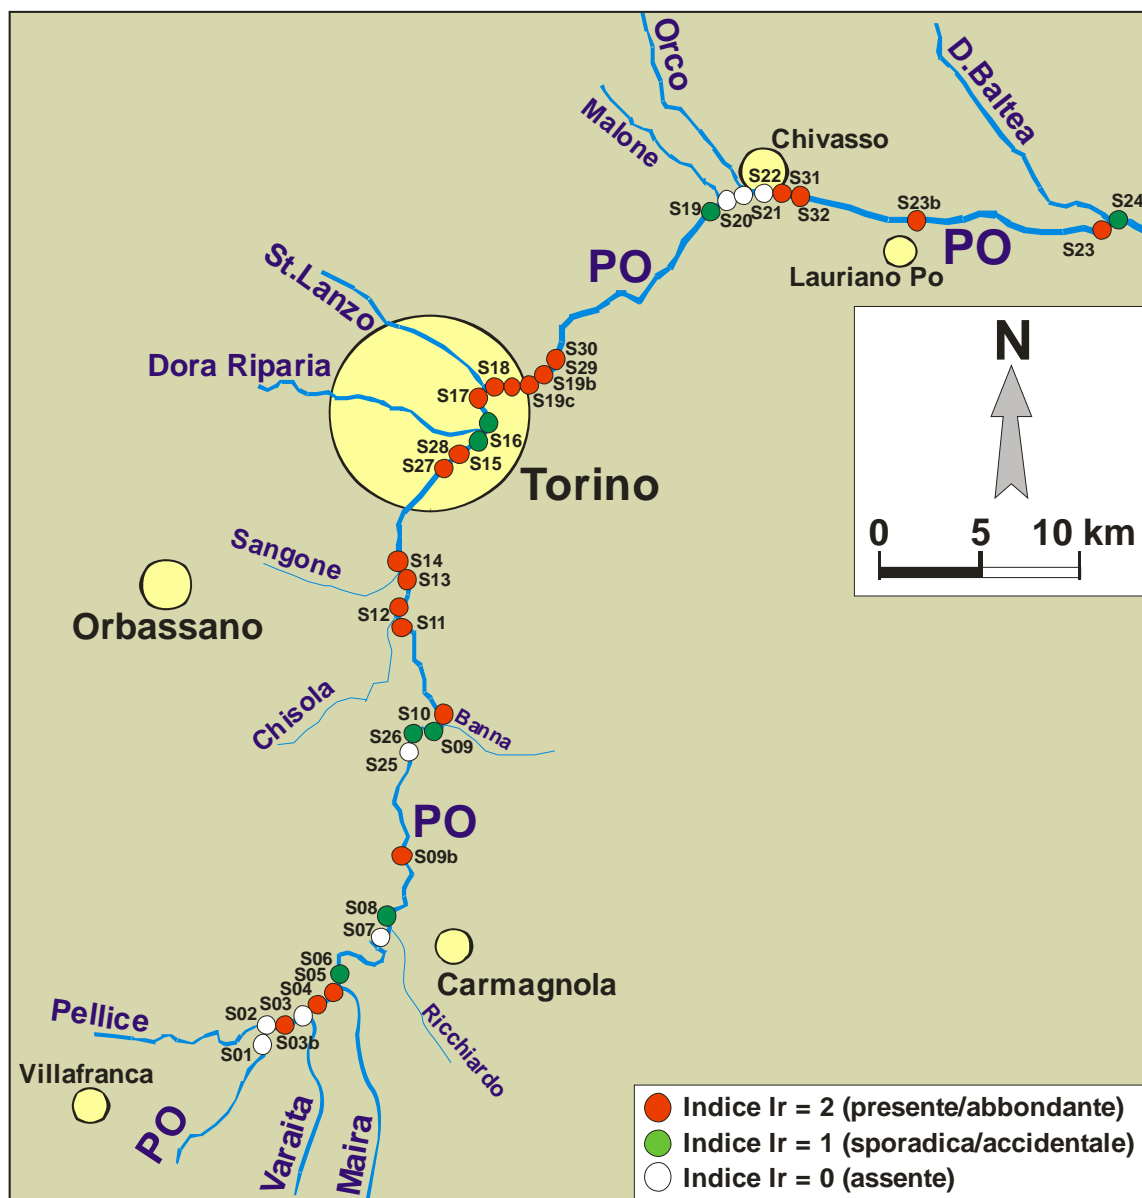 Orco
D.Baltea
Malone
Chivasso
S22
S31
S19
S20
S21
S32
S23b
S24
S23
PO
PO
Lauriano Po
St.Lanzo
Dora Riparia
S30
S29
S18
S19b
S17
S19c
S16
S28
S15
S27
Torino
N
0 5 10 km
Sangone
S14
S13
Orbassano
S12
S11
Chisola
S10
Banna
S26
S09
S25
PO
S09b
S08
S07
Carmagnola
S06
S05
S04
S03
S02
S03b
S01
Pellice
Ricchiardo
Villafranca
PO
Varaita
Maira
Indice Ir = 2 (presente/abbondante)
Indice Ir = 1 (sporadica/accidentale)
Indice Ir = 0 (assente)